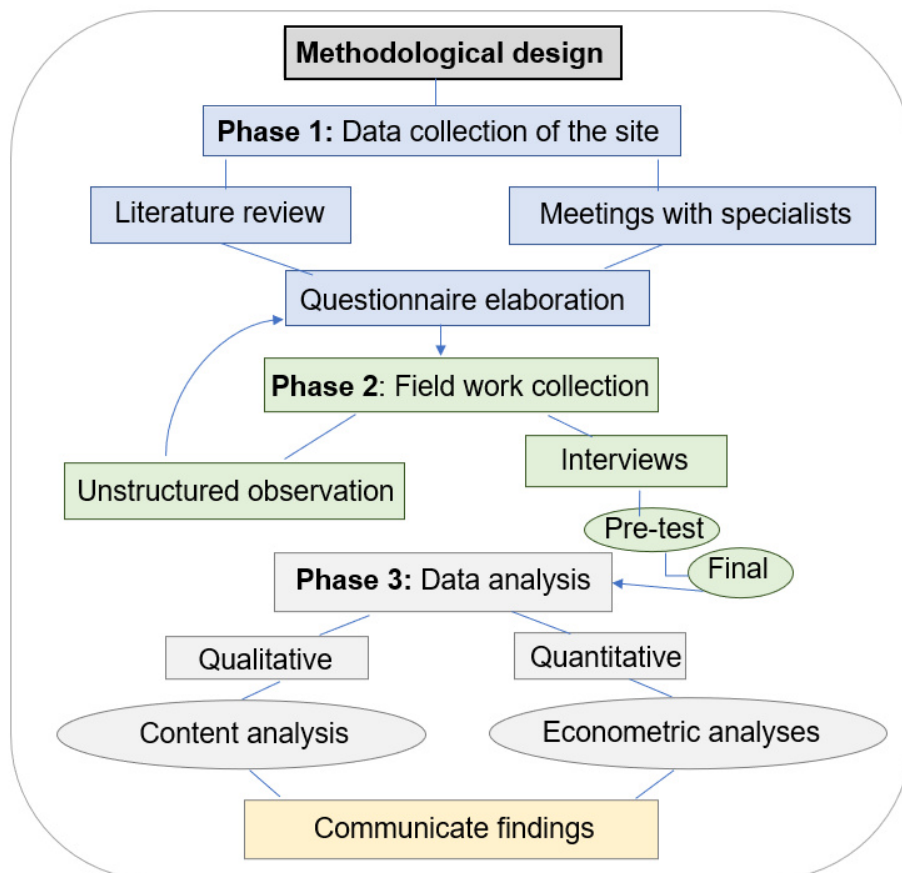 Methodological design
Phase 1: Data collection of the site
Literature review
Meetings with specialists
Questionnaire elaboration
Phase 2: Field work collection
Interviews
Unstructured observation
Pre-test
Final
Phase 3: Data analysis
Qualitative
Quantitative
Content analysis
Econometric analyses
Communicate findings